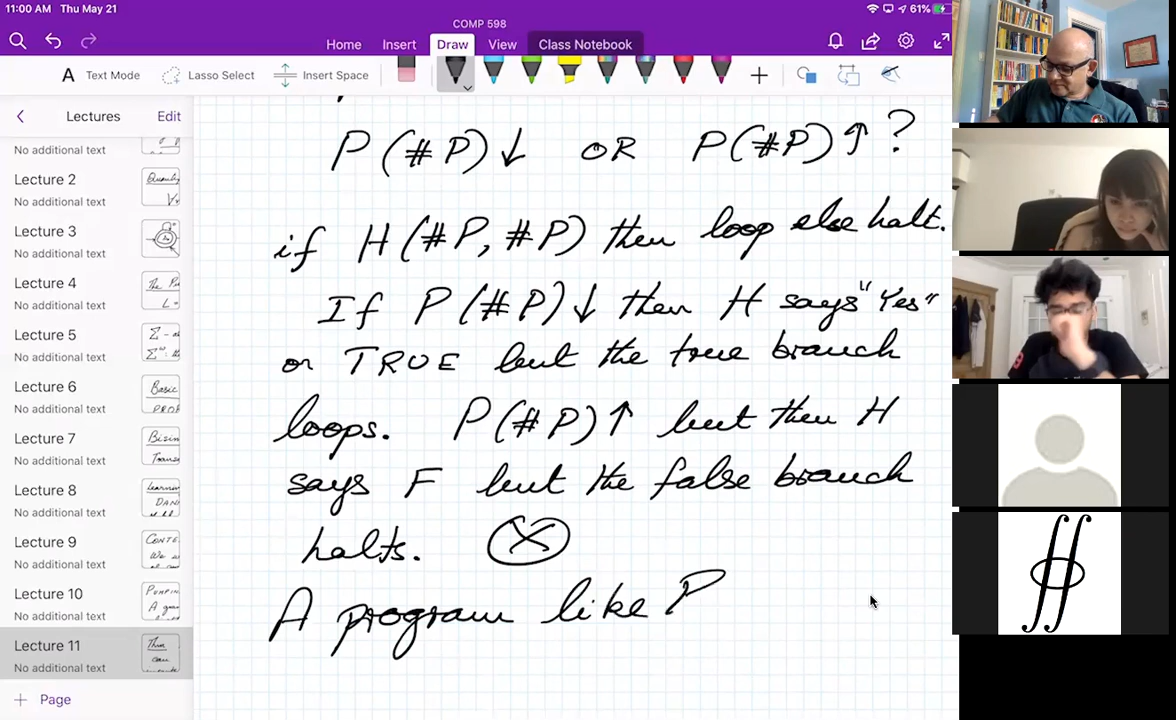 11:00 AM Thu May 21
61%
COMP 598
Home Insert Draw View Class Notebook
A Text Mode Lasso Select Insert Space
Lectures Edit
No additional text
Lecture 2
No additional text
Lecture 3
No additional text
Lecture 4
No additional text
Lecture 5
No additional text
Lecture 6
No additional text
Lecture 7
No additional text
Lecture 8
No additional text
Lecture 9
No additional text
Lecture 10
No additional text
Lecture 11
No additional text
+ Page
P(#P)↓ OR P(#P)↑ ?
if H(#P, #P) then loop else halt.
If P(#P)↓ then H says "Yes"
or TRUE but the true branch
loops. P(#P)↑ but then H
says F but the false branch
halts. ⊗
A program like P
∯